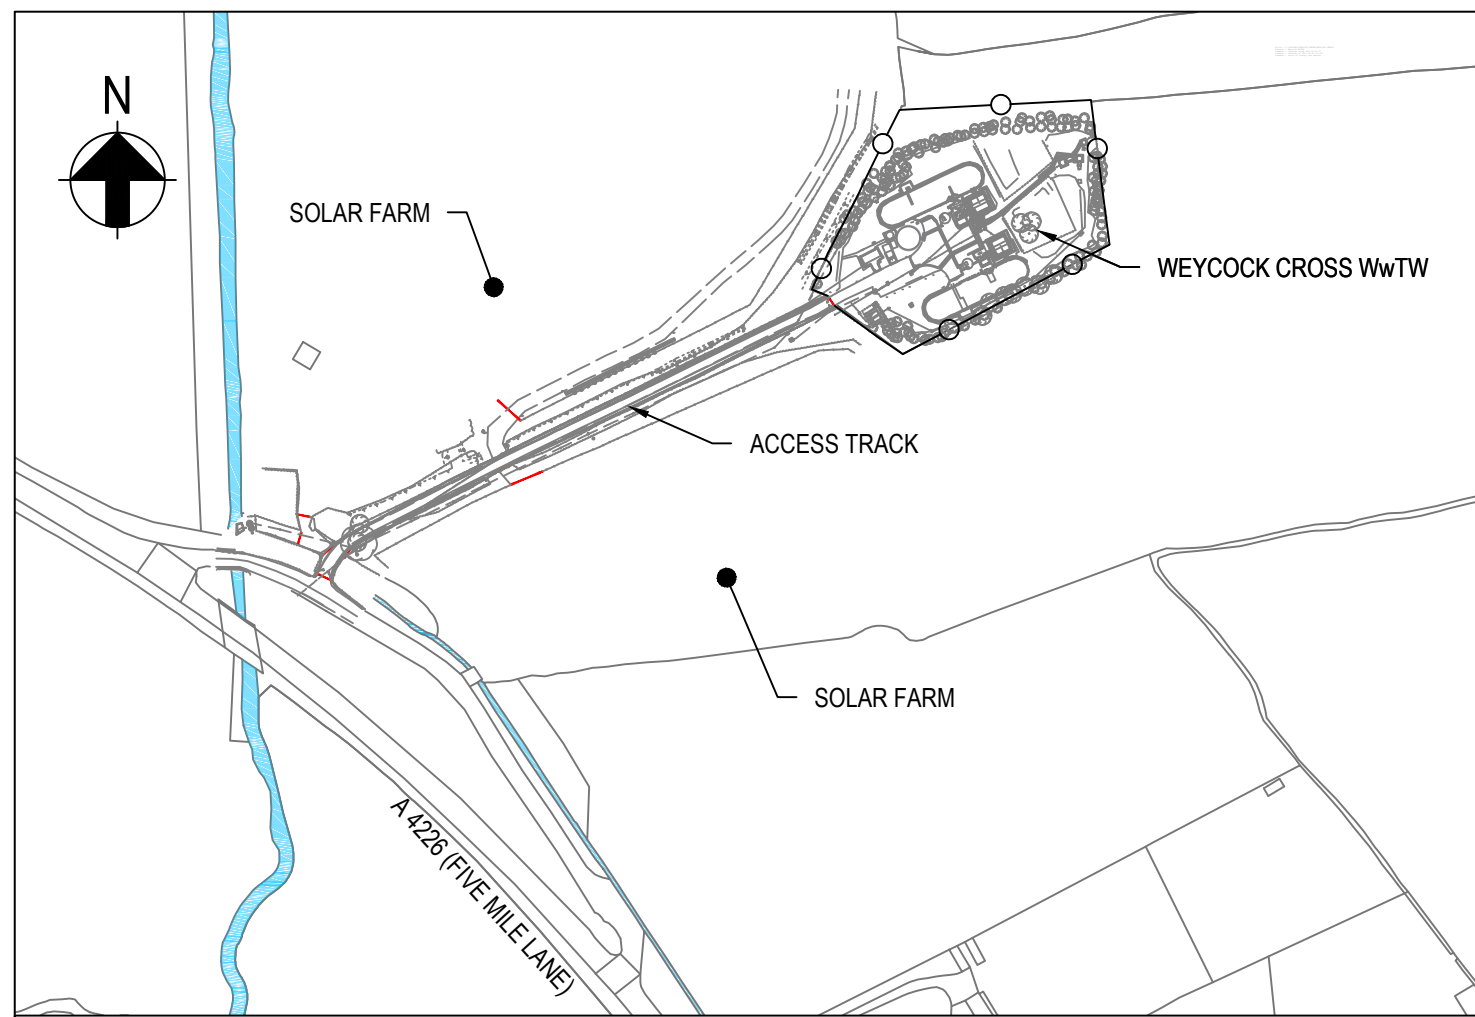 N
SOLAR FARM
WEYCOCK CROSS WwTW
ACCESS TRACK
SOLAR FARM
A 4226 (FIVE MILE LANE)